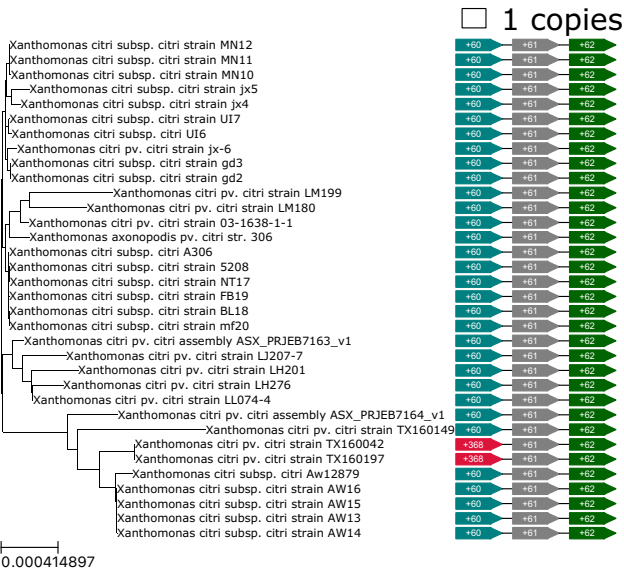 1 copies
Xanthomonas citri subsp. citri strain MN12 +60 +61 +62
Xanthomonas citri subsp. citri strain MN11 +60 +61 +62
Xanthomonas citri subsp. citri strain MN10 +60 +61 +62
Xanthomonas citri subsp. citri strain jx5 +60 +61 +62
Xanthomonas citri subsp. citri strain jx4 +60 +61 +62
Xanthomonas citri subsp. citri strain UI7 +60 +61 +62
Xanthomonas citri subsp. citri UI6 +60 +61 +62
Xanthomonas citri pv. citri strain jx-6 +60 +61 +62
Xanthomonas citri subsp. citri strain gd3 +60 +61 +62
Xanthomonas citri subsp. citri strain gd2 +60 +61 +62
Xanthomonas citri pv. citri strain LM199 +60 +61 +62
Xanthomonas citri pv. citri strain LM180 +60 +61 +62
Xanthomonas citri pv. citri strain 03-1638-1-1 +60 +61 +62
Xanthomonas axonopodis pv. citri str. 306 +60 +61 +62
Xanthomonas citri subsp. citri A306 +60 +61 +62
Xanthomonas citri subsp. citri strain 5208 +60 +61 +62
Xanthomonas citri subsp. citri strain NT17 +60 +61 +62
Xanthomonas citri subsp. citri strain FB19 +60 +61 +62
Xanthomonas citri subsp. citri strain BL18 +60 +61 +62
Xanthomonas citri subsp. citri strain mf20 +60 +61 +62
Xanthomonas citri pv. citri assembly ASX_PRJEB7163_v1 +60 +61 +62
Xanthomonas citri pv. citri strain LJ207-7 +60 +61 +62
Xanthomonas citri pv. citri strain LH201 +60 +61 +62
Xanthomonas citri pv. citri strain LH276 +60 +61 +62
Xanthomonas citri pv. citri strain LL074-4 +60 +61 +62
Xanthomonas citri pv. citri assembly ASX_PRJEB7164_v1 +60 +61 +62
Xanthomonas citri pv. citri strain TX160149 +60 +61 +62
Xanthomonas citri pv. citri strain TX160042 +368 +61 +62
Xanthomonas citri pv. citri strain TX160197 +368 +61 +62
Xanthomonas citri subsp. citri Aw12879 +60 +61 +62
Xanthomonas citri subsp. citri strain AW16 +60 +61 +62
Xanthomonas citri subsp. citri strain AW15 +60 +61 +62
Xanthomonas citri subsp. citri strain AW13 +60 +61 +62
Xanthomonas citri subsp. citri strain AW14 +60 +61 +62
0.000414897